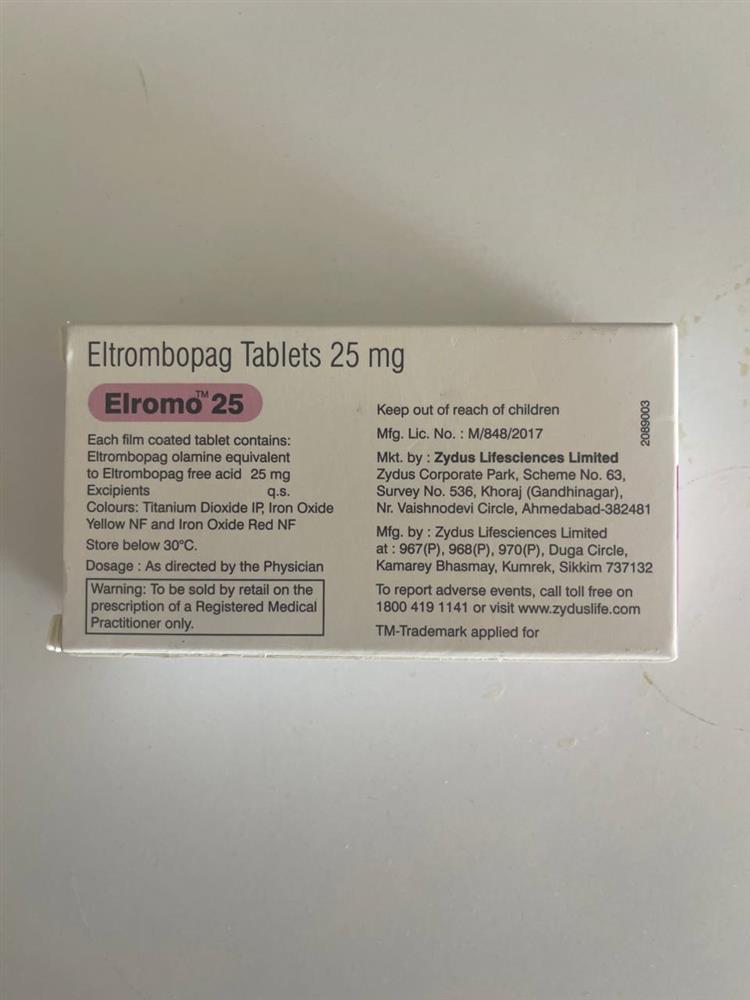 Eltrombopag Tablets 25 mg
Elromo™ 25
Each film coated tablet contains:
Eltrombopag olamine equivalent
to Eltrombopag free acid 25 mg
Excipients q.s.
Colours: Titanium Dioxide IP, Iron Oxide
Yellow NF and Iron Oxide Red NF
Store below 30°C.
Dosage : As directed by the Physician
Warning: To be sold by retail on the
prescription of a Registered Medical
Practitioner only.
Keep out of reach of children
Mfg. Lic. No. : M/848/2017
Mkt. by : Zydus Lifesciences Limited
Zydus Corporate Park, Scheme No. 63,
Survey No. 536, Khoraj (Gandhinagar),
Nr. Vaishnodevi Circle, Ahmedabad-382481
Mfg. by : Zydus Lifesciences Limited
at : 967(P), 968(P), 970(P), Duga Circle,
Kamarey Bhasmay, Kumrek, Sikkim 737132
To report adverse events, call toll free on
1800 419 1141 or visit www.zyduslife.com
TM-Trademark applied for
2089003